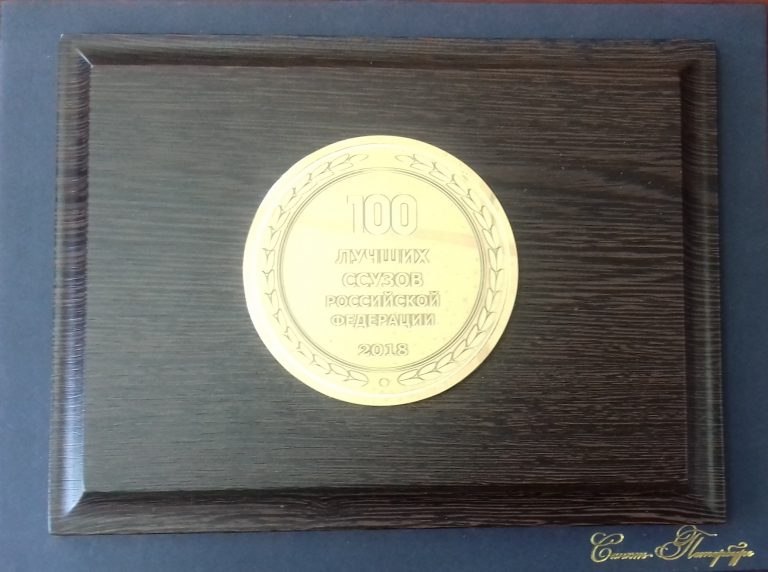 100
ЛУЧШИХ
ССУЗОВ
РОССИЙСКОЙ
ФЕДЕРАЦИИ
2018
Санкт-Петербург